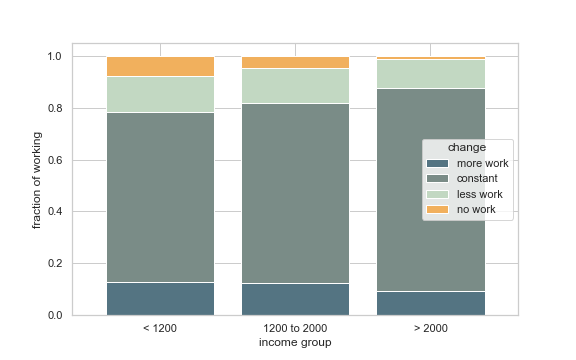 1.0
0.8
0.6
0.4
0.2
0.0
fraction of working
change
more work
constant
less work
no work
< 1200
1200 to 2000
> 2000
income group